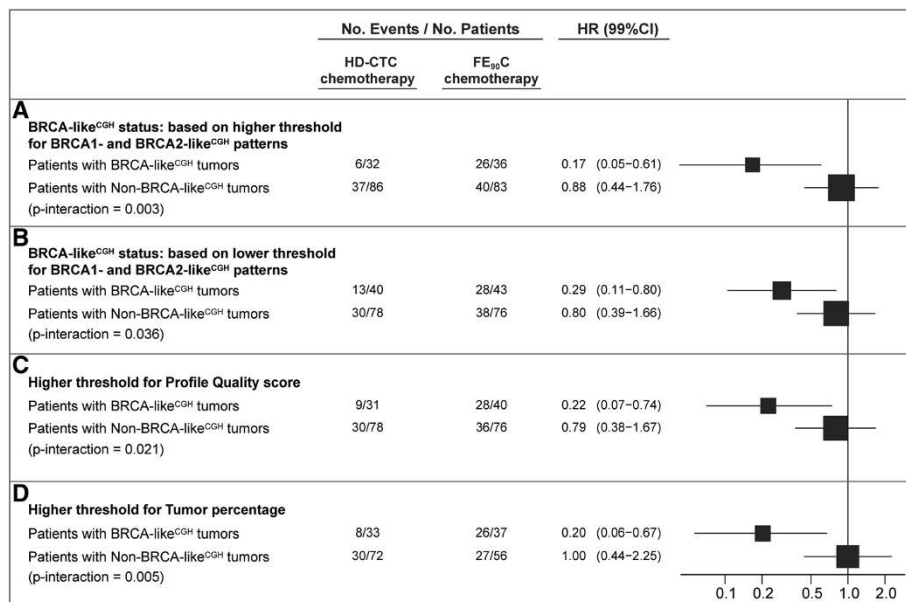 No. Events / No. Patients HR (99%CI)
HD-CTC chemotherapy FE₉₀C chemotherapy
A
BRCA-likeᶜᴳᴴ status: based on higher threshold
for BRCA1- and BRCA2-likeᶜᴳᴴ patterns
Patients with BRCA-likeᶜᴳᴴ tumors 6/32 26/36 0.17 (0.05−0.61)
Patients with Non-BRCA-likeᶜᴳᴴ tumors 37/86 40/83 0.88 (0.44−1.76)
(p-interaction = 0.003)
B
BRCA-likeᶜᴳᴴ status: based on lower threshold
for BRCA1- and BRCA2-likeᶜᴳᴴ patterns
Patients with BRCA-likeᶜᴳᴴ tumors 13/40 28/43 0.29 (0.11−0.80)
Patients with Non-BRCA-likeᶜᴳᴴ tumors 30/78 38/76 0.80 (0.39−1.66)
(p-interaction = 0.036)
C
Higher threshold for Profile Quality score
Patients with BRCA-likeᶜᴳᴴ tumors 9/31 28/40 0.22 (0.07−0.74)
Patients with Non-BRCA-likeᶜᴳᴴ tumors 30/78 36/76 0.79 (0.38−1.67)
(p-interaction = 0.021)
D
Higher threshold for Tumor percentage
Patients with BRCA-likeᶜᴳᴴ tumors 8/33 26/37 0.20 (0.06−0.67)
Patients with Non-BRCA-likeᶜᴳᴴ tumors 30/72 27/56 1.00 (0.44−2.25)
(p-interaction = 0.005)
0.1 0.2 0.5 1.0 2.0